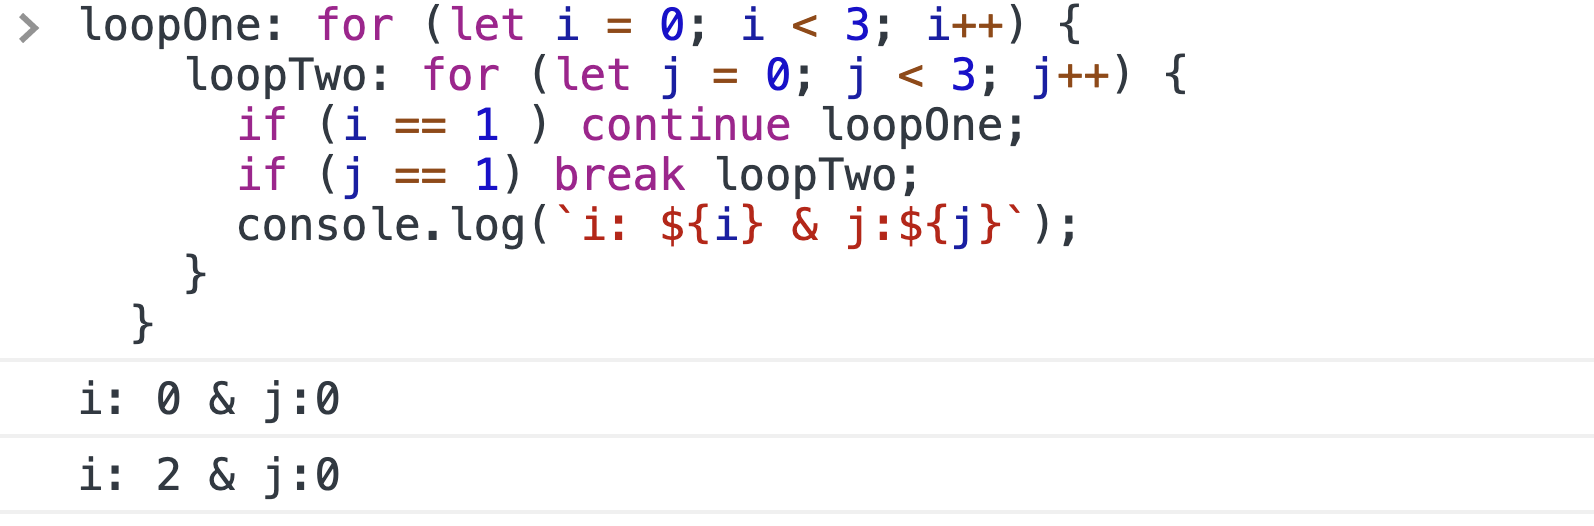 loopOne: for (let i = 0; i < 3; i++) {
    loopTwo: for (let j = 0; j < 3; j++) {
      if (i == 1 ) continue loopOne;
      if (j == 1) break loopTwo;
      console.log(`i: ${i} & j:${j}`);
    }
  }
i: 0 & j:0
i: 2 & j:0